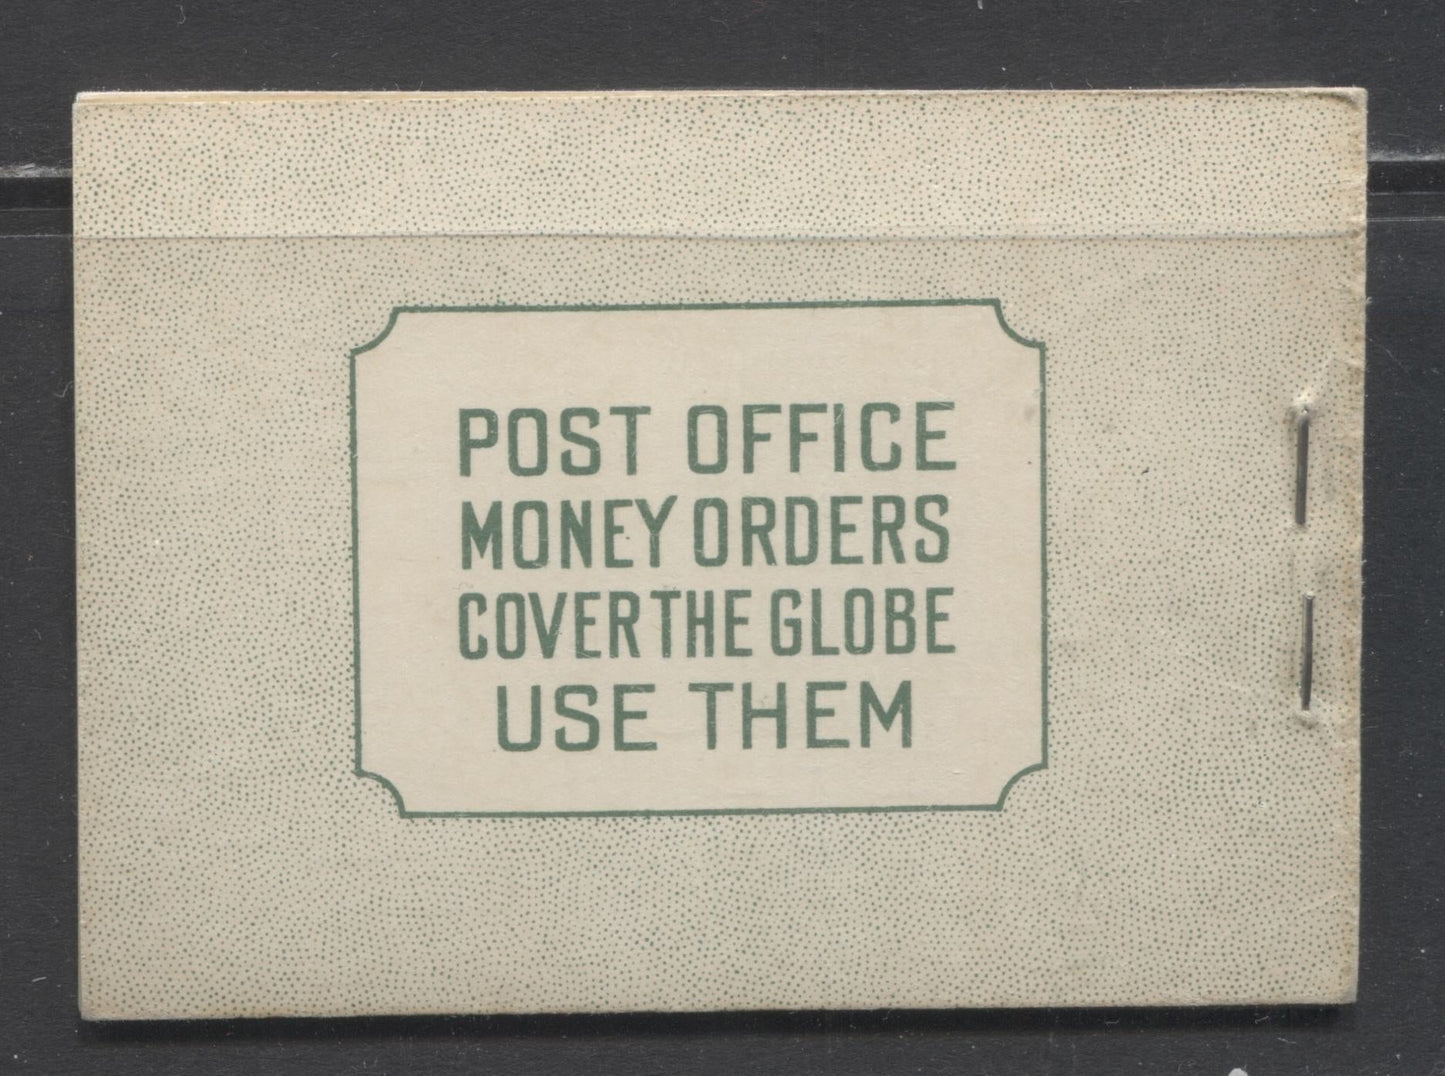 POST OFFICE
MONEY ORDERS
COVER THE GLOBE
USE THEM